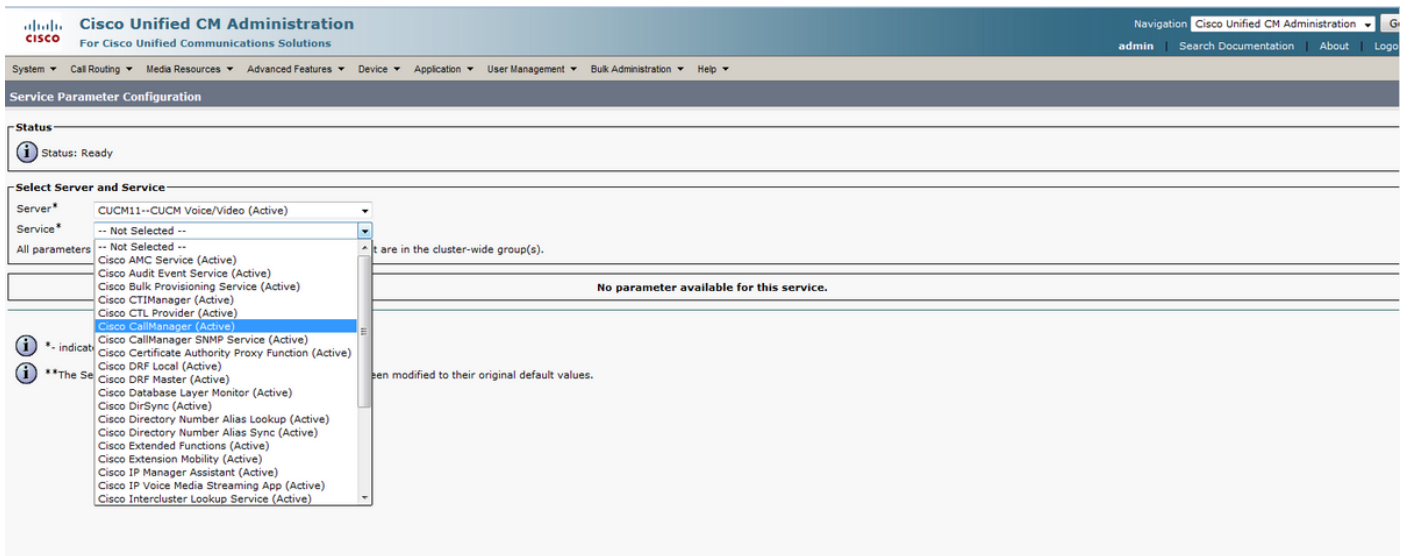 Cisco Unified CM Administration
CISCO
For Cisco Unified Communications Solutions
Navigation Cisco Unified CM Administration
admin | Search Documentation | About |
System Call Routing Media Resources Advanced Features Device Application User Management Bulk Administration Help
Service Parameter Configuration
Status
Status: Ready
Select Server and Service
Server* CUCM11--CUCM Voice/Video (Active)
Service* -- Not Selected --
All parameters
t are in the cluster-wide group(s).
-- Not Selected --
Cisco AMC Service (Active)
Cisco Audit Event Service (Active)
Cisco Bulk Provisioning Service (Active)
Cisco CTIManager (Active)
Cisco CTL Provider (Active)
Cisco CallManager (Active)
Cisco CallManager SNMP Service (Active)
Cisco Certificate Authority Proxy Function (Active)
Cisco DRF Local (Active)
Cisco DRF Master (Active)
Cisco Database Layer Monitor (Active)
Cisco DirSync (Active)
Cisco Directory Number Alias Lookup (Active)
Cisco Directory Number Alias Sync (Active)
Cisco Extended Functions (Active)
Cisco Extension Mobility (Active)
Cisco IP Manager Assistant (Active)
Cisco IP Voice Media Streaming App (Active)
Cisco Intercluster Lookup Service (Active)
No parameter available for this service.
*- indicat
**The Se
een modified to their original default values.